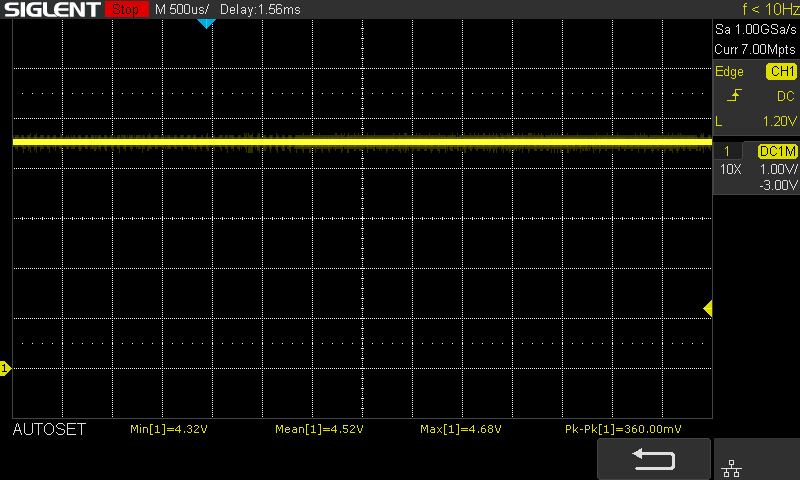 SIGLENT Stop M 500us/ Delay:1.56ms f < 10Hz
Sa 1.00GSa/s
Curr 7.00Mpts
Edge CH1
DC
L 1.20V
1 DC1M
10X 1.00V/
-3.00V
1
AUTOSET Min[1]=4.32V Mean[1]=4.52V Max[1]=4.68V Pk-Pk[1]=360.00mV